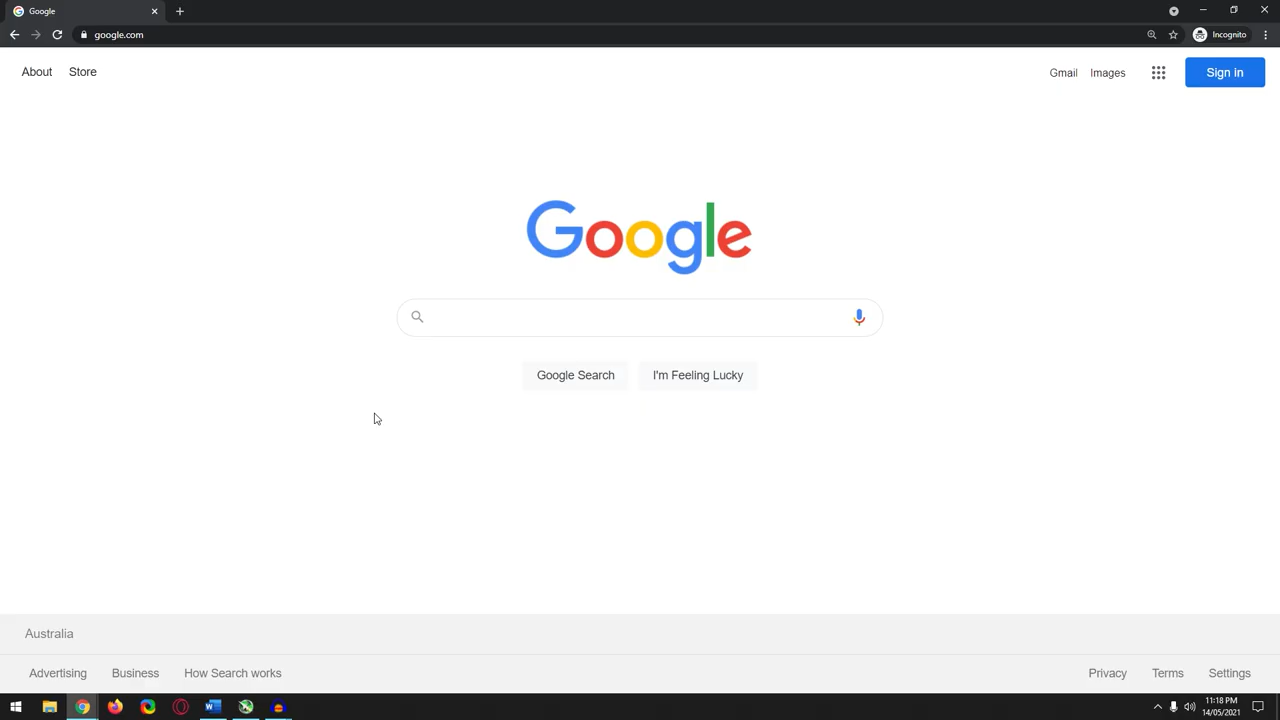 Google
google.com
Incognito
About Store
Gmail Images Sign in
Google
Google Search I'm Feeling Lucky
Australia
Advertising Business How Search works
Privacy Terms Settings
11:18 PM
14/05/2021